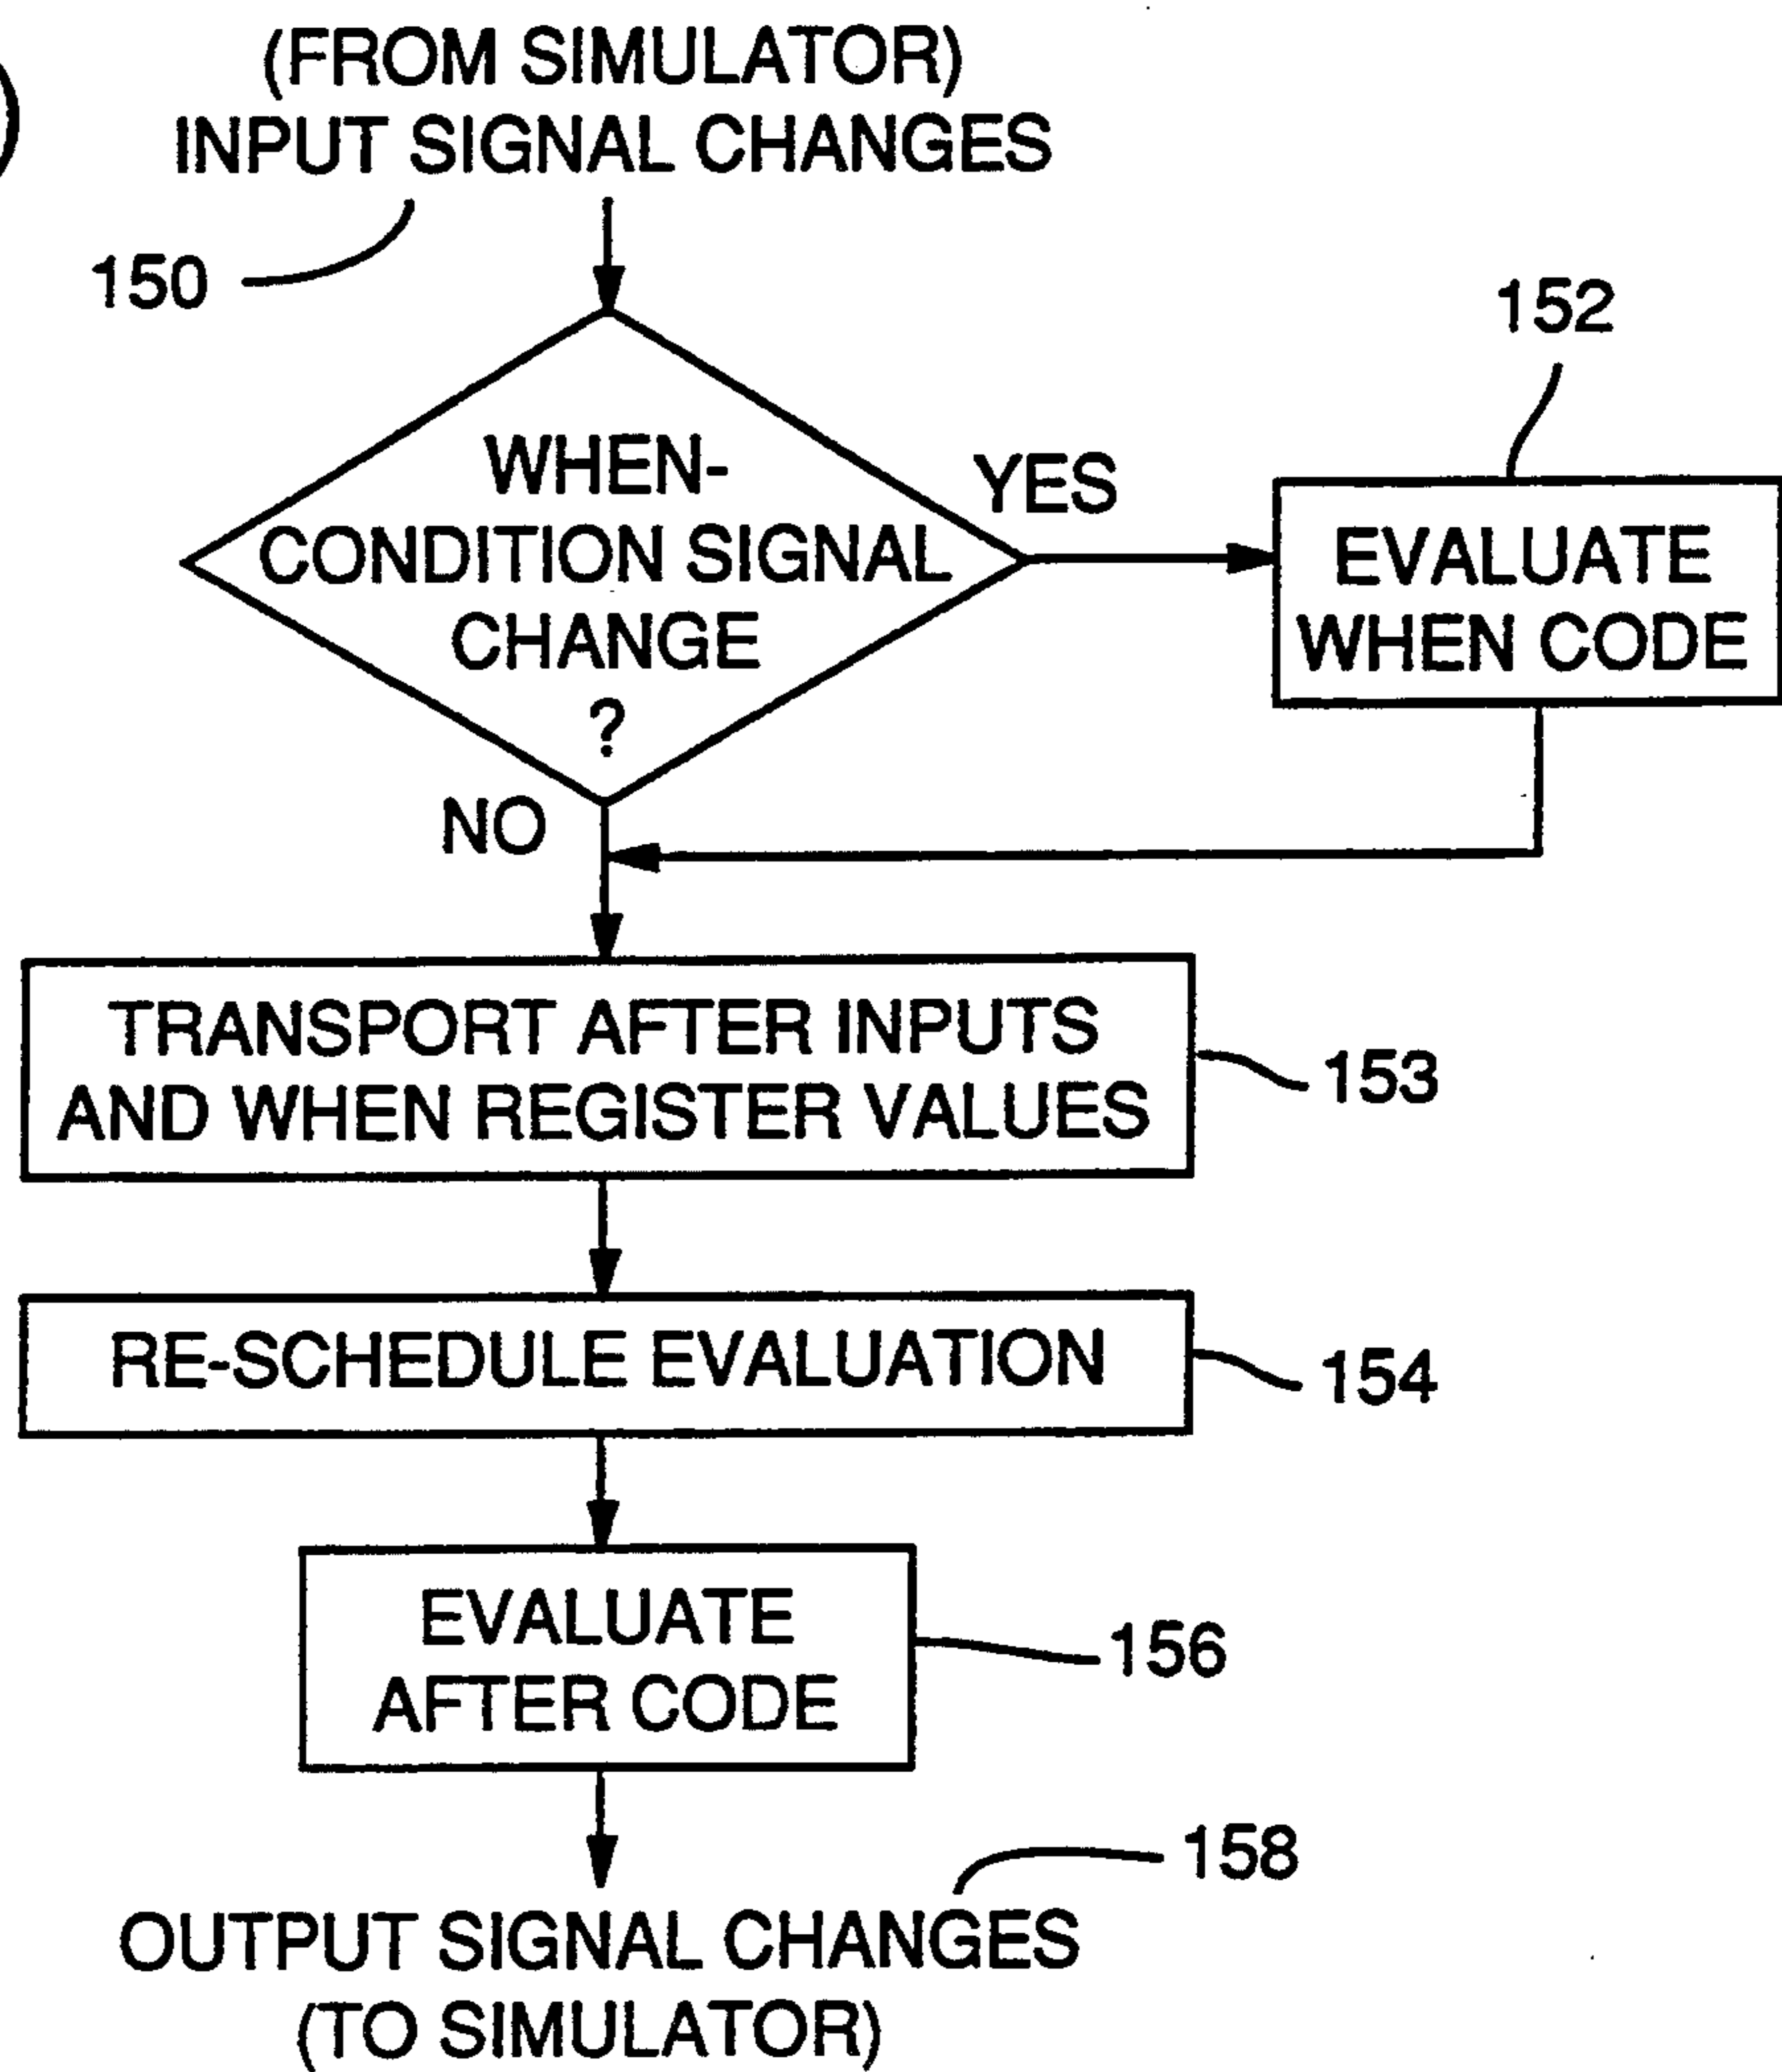 (FROM SIMULATOR)
INPUT SIGNAL CHANGES
150
152
WHEN-
CONDITION SIGNAL
CHANGE
?
YES
EVALUATE
WHEN CODE
NO
TRANSPORT AFTER INPUTS
AND WHEN REGISTER VALUES
153
RE-SCHEDULE EVALUATION
154
EVALUATE
AFTER CODE
156
158
OUTPUT SIGNAL CHANGES
(TO SIMULATOR)